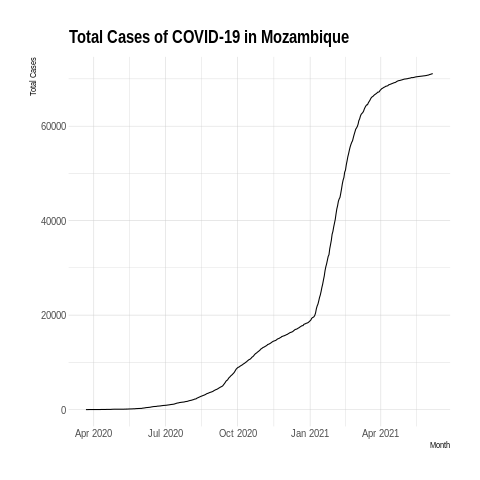 Total Cases of COVID-19 in Mozambique
Total Cases
60000
40000
20000
0
Apr 2020 Jul 2020 Oct 2020 Jan 2021 Apr 2021
Month